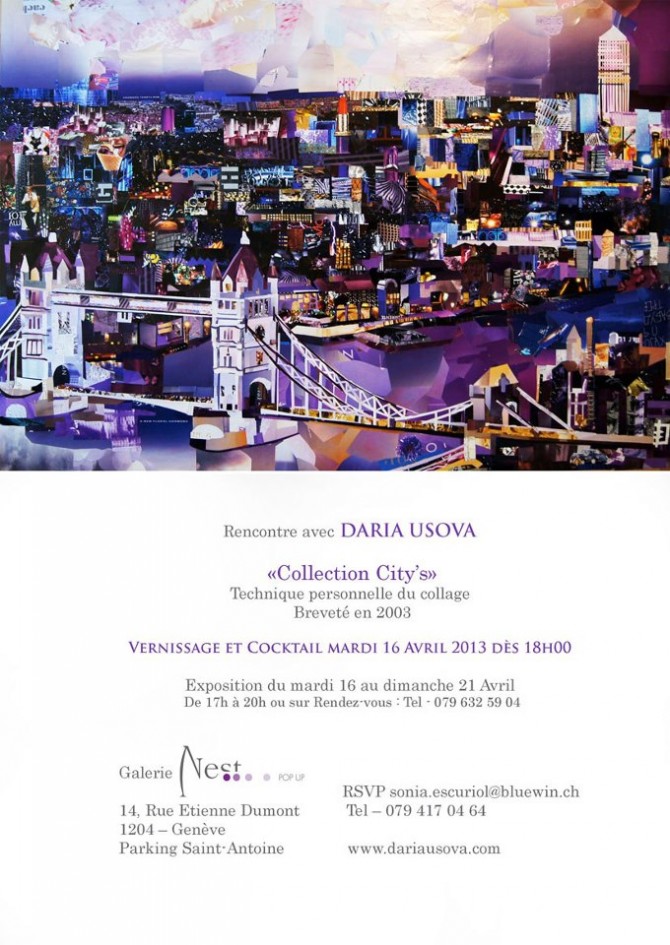 Rencontre avec DARIA USOVA
«Collection City's»
Technique personnelle du collage
Breveté en 2003
VERNISSAGE ET COCKTAIL MARDI 16 AVRIL 2013 DÈS 18H00
Exposition du mardi 16 au dimanche 21 Avril
De 17h à 20h ou sur Rendez-vous : Tel - 079 632 59 04
Galerie Nest POP UP
14, Rue Etienne Dumont
1204 – Genève
Parking Saint-Antoine
RSVP sonia.escuriol@bluewin.ch
Tel – 079 417 04 64
www.dariausova.com